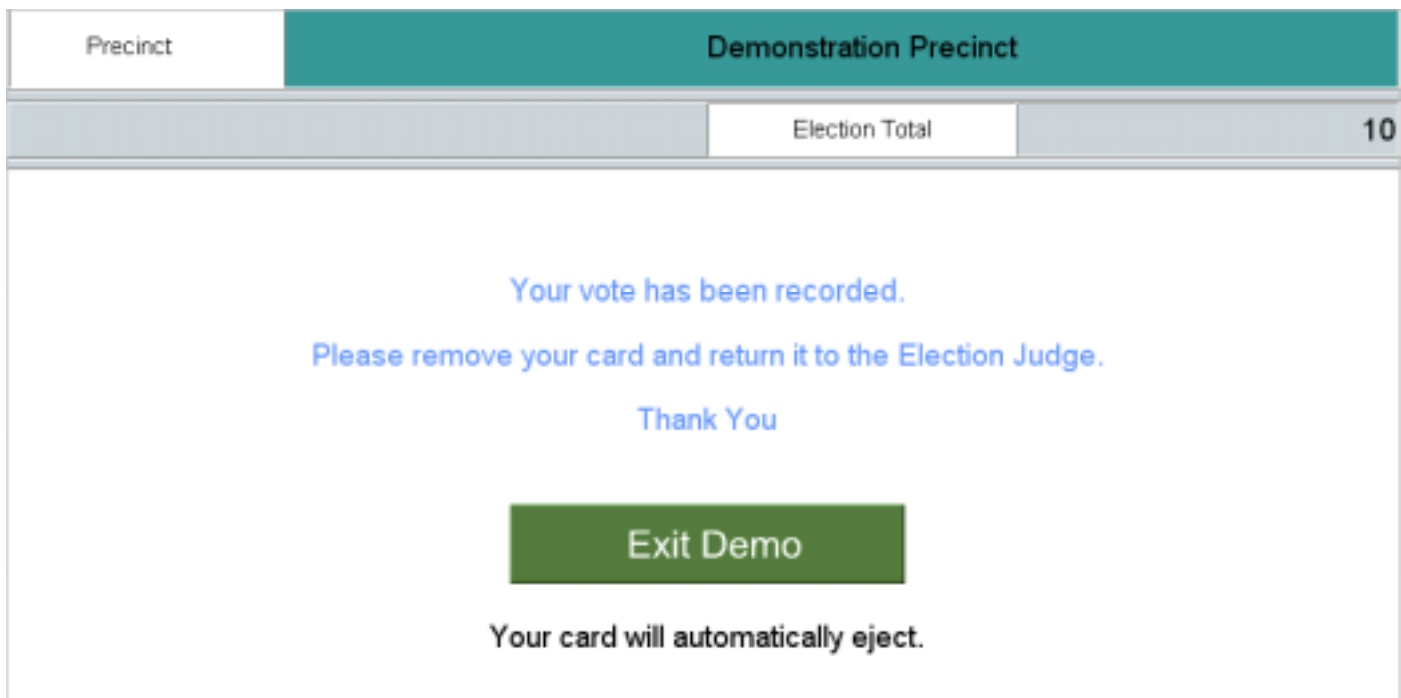 Precinct Demonstration Precinct
Election Total 10
Your vote has been recorded.
Please remove your card and return it to the Election Judge.
Thank You
Exit Demo
Your card will automatically eject.